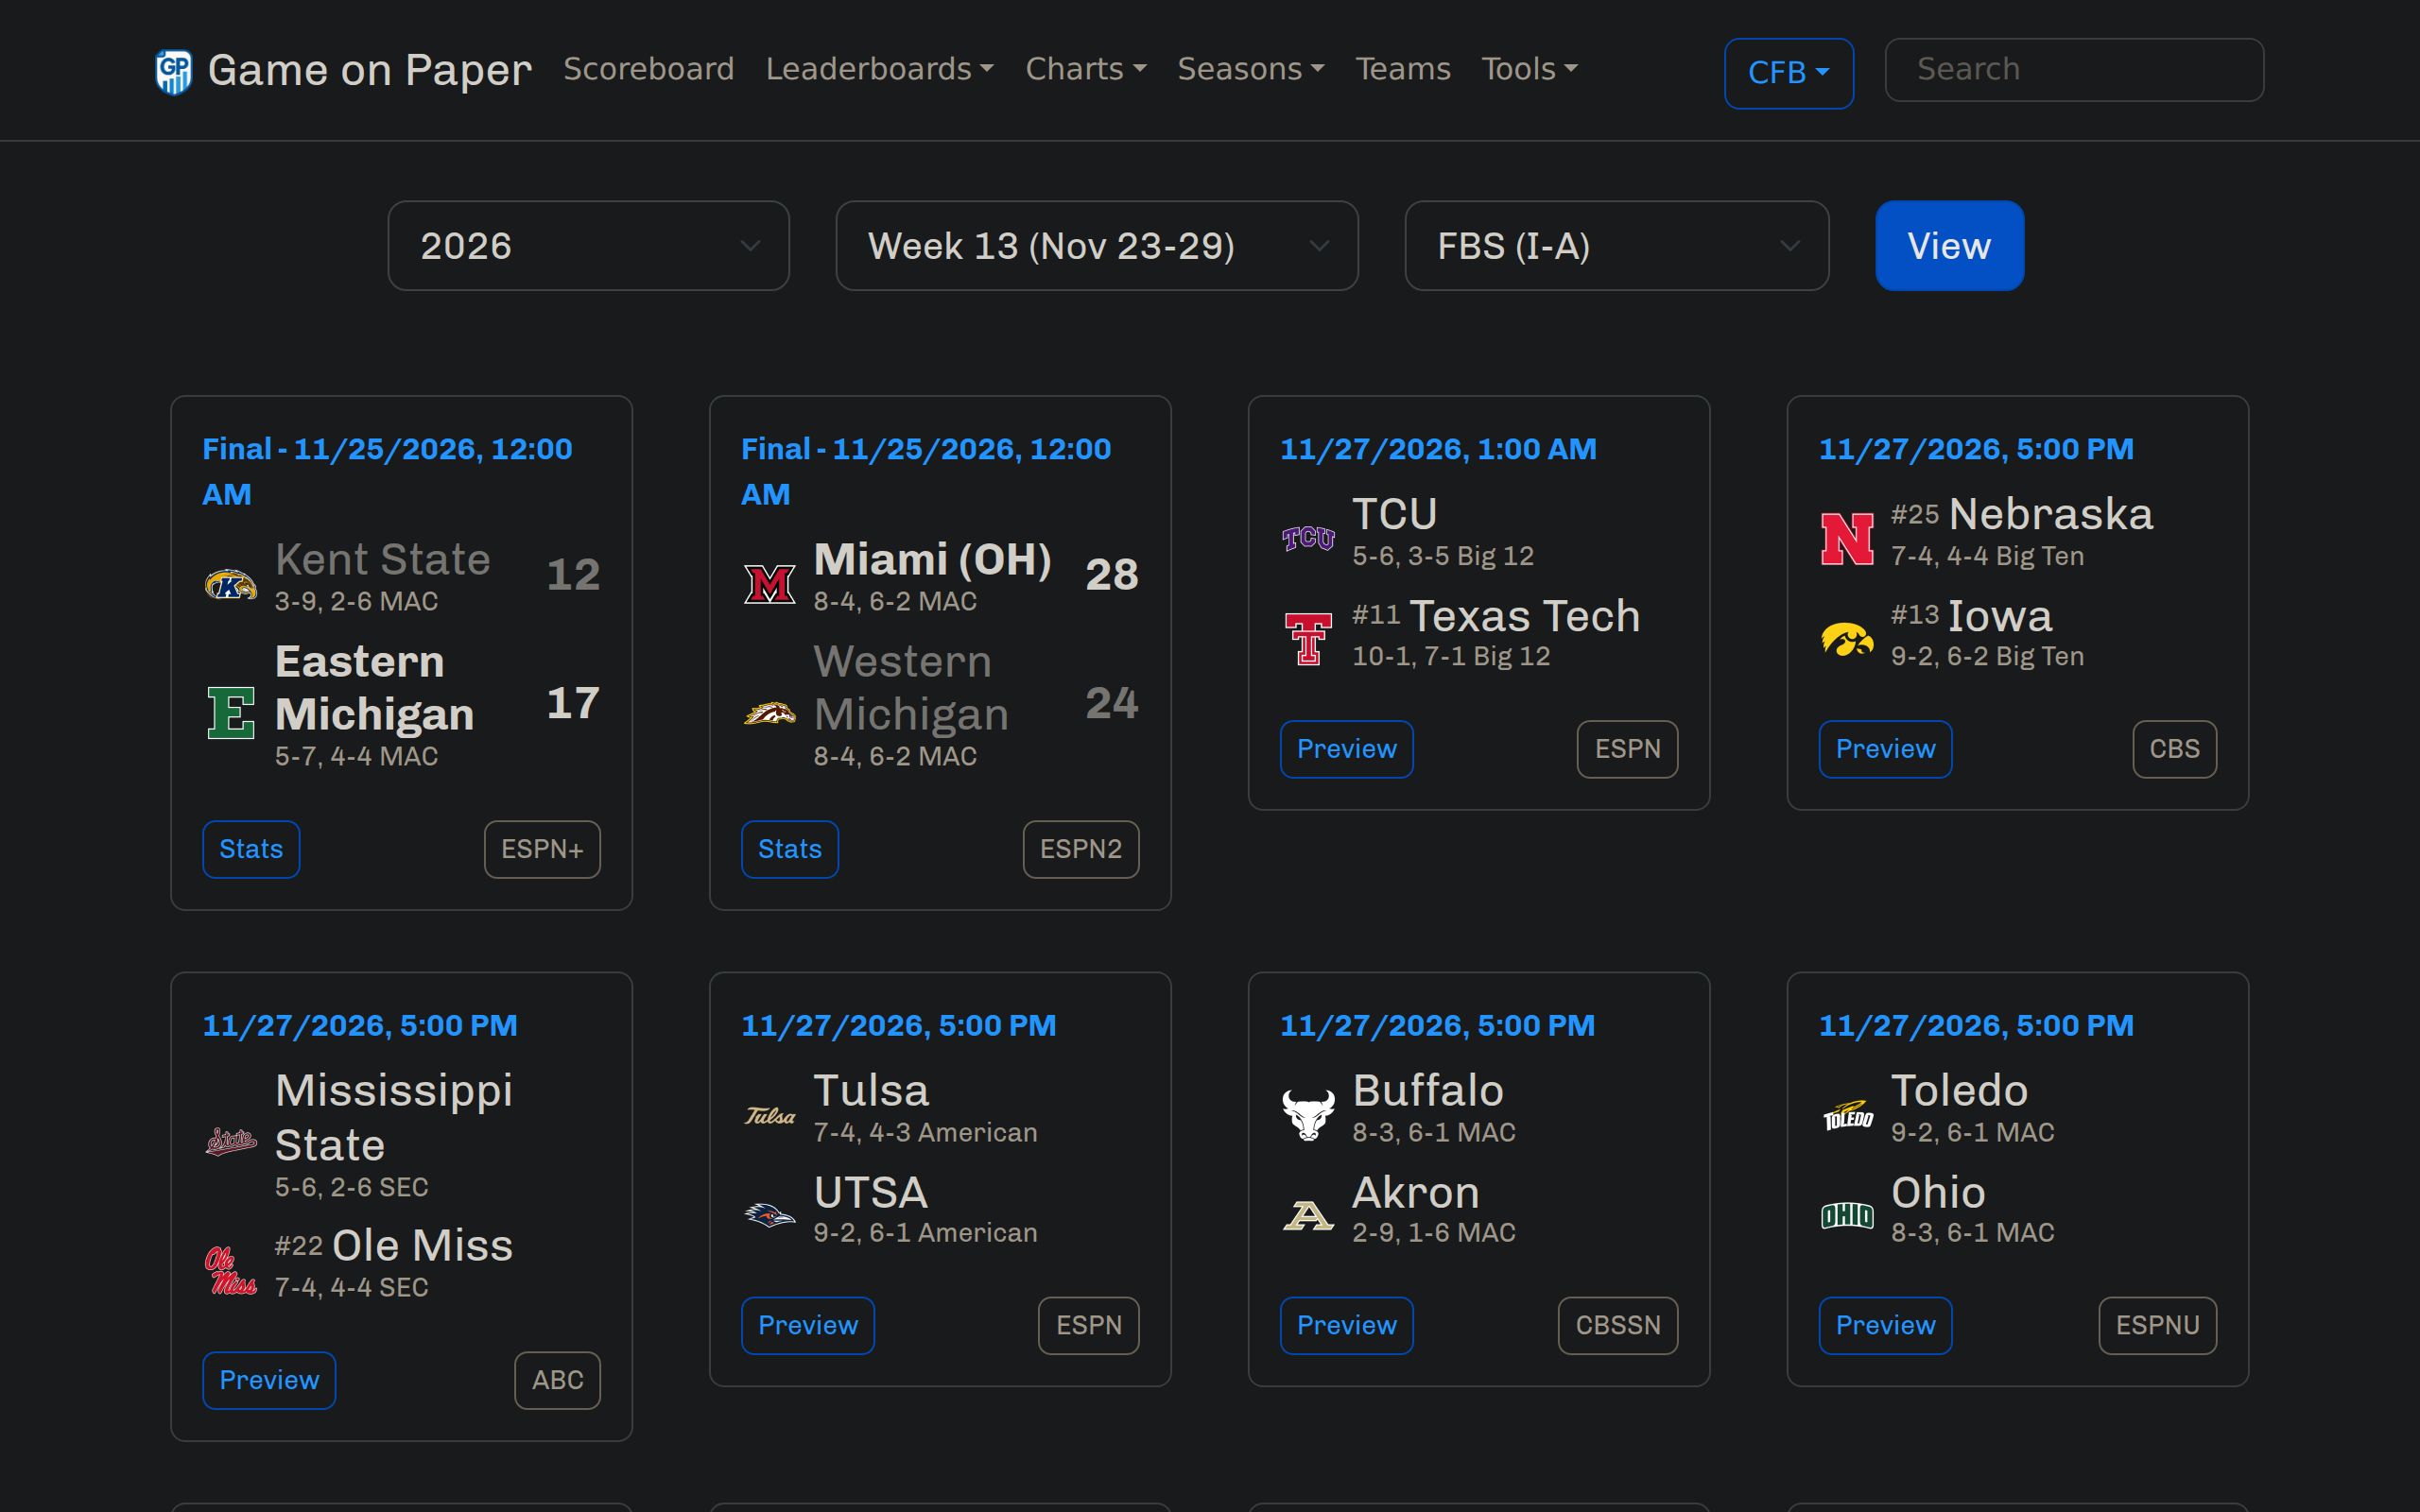 GP Game on Paper Scoreboard Leaderboards Charts Seasons Teams Tools CFB Search
2026 Week 13 (Nov 23-29) FBS (I-A) View
Final - 11/25/2026, 12:00
AM
Kent State 12
3-9, 2-6 MAC
Eastern
Michigan 17
5-7, 4-4 MAC
Stats ESPN+
Final - 11/25/2026, 12:00
AM
Miami (OH) 28
8-4, 6-2 MAC
Western
Michigan 24
8-4, 6-2 MAC
Stats ESPN2
11/27/2026, 1:00 AM
TCU TCU
5-6, 3-5 Big 12
#11 Texas Tech
10-1, 7-1 Big 12
Preview ESPN
11/27/2026, 5:00 PM
#25 Nebraska
7-4, 4-4 Big Ten
#13 Iowa
9-2, 6-2 Big Ten
Preview CBS
11/27/2026, 5:00 PM
Mississippi
State State
5-6, 2-6 SEC
Ole Miss #22 Ole Miss
7-4, 4-4 SEC
Preview ABC
11/27/2026, 5:00 PM
Tulsa Tulsa
7-4, 4-3 American
UTSA
9-2, 6-1 American
Preview ESPN
11/27/2026, 5:00 PM
Buffalo
8-3, 6-1 MAC
Akron
2-9, 1-6 MAC
Preview CBSSN
11/27/2026, 5:00 PM
TOLEDO Toledo
9-2, 6-1 MAC
OHIO Ohio
8-3, 6-1 MAC
Preview ESPNU